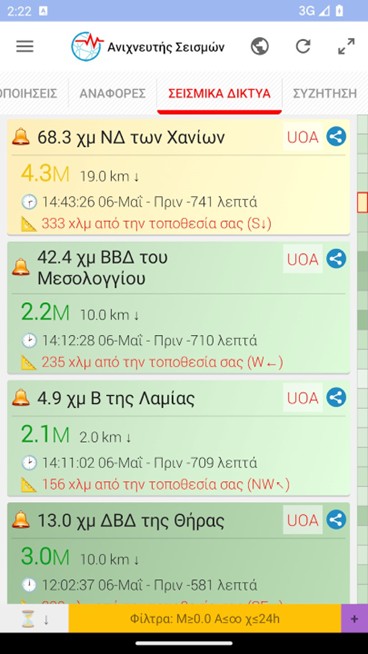 2:22 A 3G
Ανιχνευτής Σεισμών
ΟΠΟΙΗΣΕΙΣ ΑΝΑΦΟΡΕΣ ΣΕΙΣΜΙΚΑ ΔΙΚΤΥΑ ΣΥΖΗΤΗΣΗ
68.3 χμ ΝΔ των Χανίων UOA
4.3M 19.0 km ↓
14:43:26 06-Μαΐ - Πριν -741 λεπτά
333 χλμ από την τοποθεσία σας (S↓)
42.4 χμ ΒΒΔ του UOA
Μεσολογγίου
2.2M 10.0 km ↓
14:12:28 06-Μαΐ - Πριν -710 λεπτά
235 χλμ από την τοποθεσία σας (W←)
4.9 χμ Β της Λαμίας UOA
2.1M 2.0 km ↓
14:11:02 06-Μαΐ - Πριν -709 λεπτά
156 χλμ από την τοποθεσία σας (NW↖)
13.0 χμ ΔΒΔ της Θήρας UOA
3.0M 10.0 km ↓
12:02:37 06-Μαΐ - Πριν -581 λεπτά
↓ Φίλτρα: M≥0.0 A≤∞ χ≤24h +